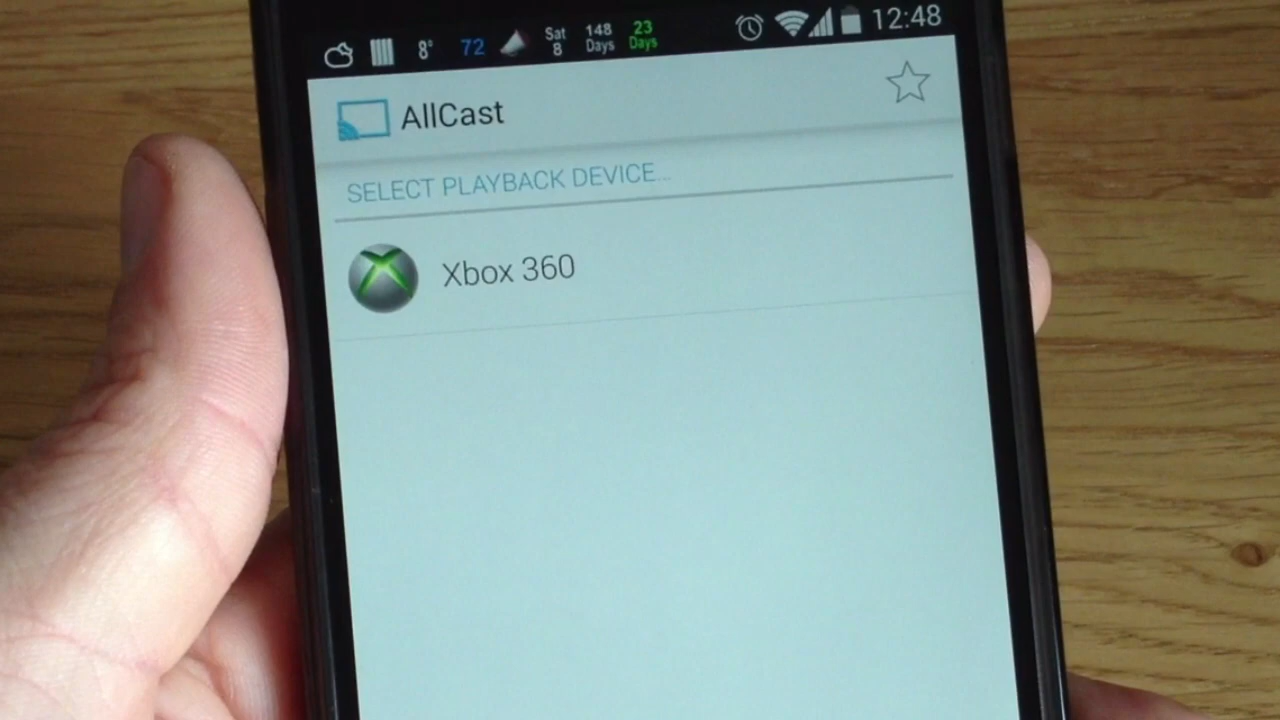 8° 72 Sat 8 148 Days 23 Days 12:48
AllCast
SELECT PLAYBACK DEVICE...
Xbox 360